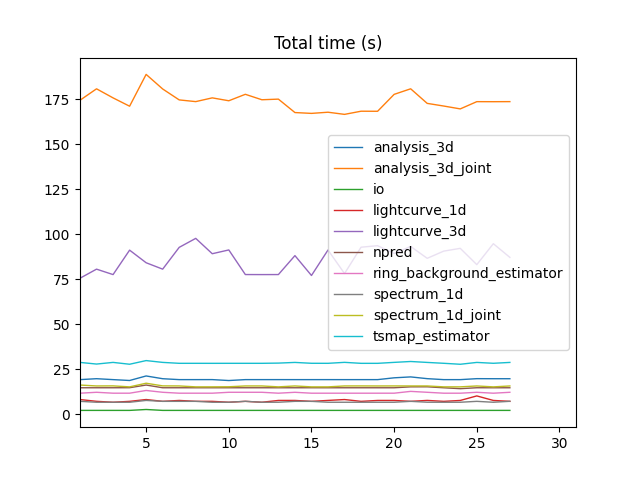 Total time (s)
175
150
125
100
75
50
25
0
5
10
15
20
25
30
analysis_3d
analysis_3d_joint
io
lightcurve_1d
lightcurve_3d
npred
ring_background_estimator
spectrum_1d
spectrum_1d_joint
tsmap_estimator